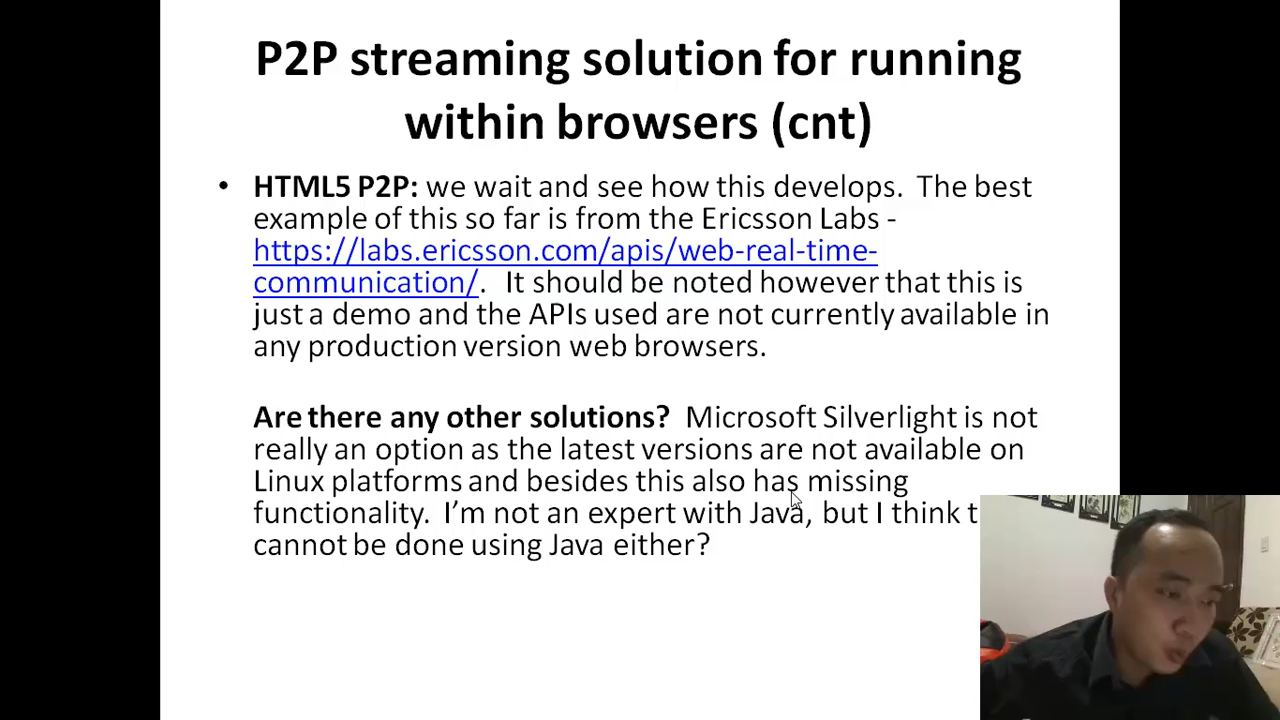 P2P streaming solution for running
within browsers (cnt)
• HTML5 P2P: we wait and see how this develops.  The best
example of this so far is from the Ericsson Labs -
https://labs.ericsson.com/apis/web-real-time-
communication/.   It should be noted however that this is
just a demo and the APIs used are not currently available in
any production version web browsers.
Are there any other solutions?  Microsoft Silverlight is not
really an option as the latest versions are not available on
Linux platforms and besides this also has missing
functionality.  I’m not an expert with Java, but I think
cannot be done using Java either?